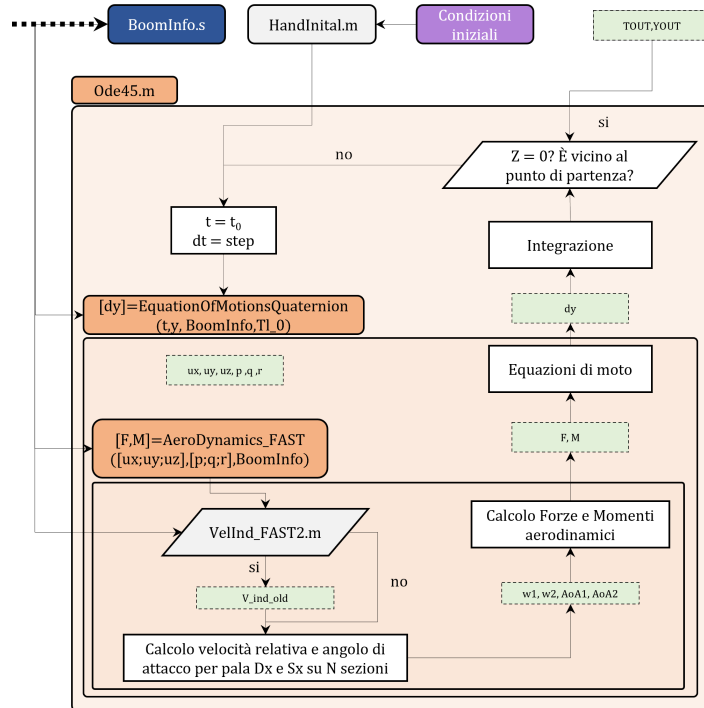 BoomInfo.s
HandInital.m
Condizioni
iniziali
TOUT,YOUT
Ode45.m
si
Z = 0? È vicino al
punto di partenza?
no
t = t₀
dt = step
Integrazione
[dy]=EquationOfMotionsQuaternion
(t,y, BoomInfo,Tl_0)
dy
ux, uy, uz, p ,q ,r
Equazioni di moto
[F,M]=AeroDynamics_FAST
([ux;uy;uz],[p;q;r],BoomInfo)
F, M
VelInd_FAST2.m
Calcolo Forze e Momenti
aerodinamici
si
no
V_ind_old
w1, w2, AoA1, AoA2
Calcolo velocità relativa e angolo di
attacco per pala Dx e Sx su N sezioni